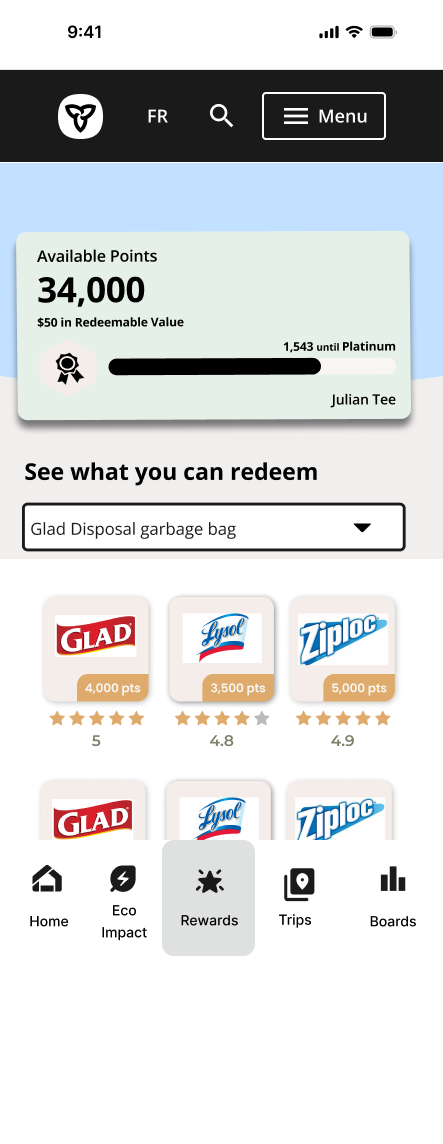 9:41
FR
Menu
Available Points
34,000
$50 in Redeemable Value
1,543 until Platinum
Julian Tee
See what you can redeem
Glad Disposal garbage bag
GLAD
Lysol
Ziploc
4,000 pts
3,500 pts
5,000 pts
5
4.8
4.9
GLAD
Lysol
Ziploc
Home
Eco
Impact
Rewards
Trips
Boards